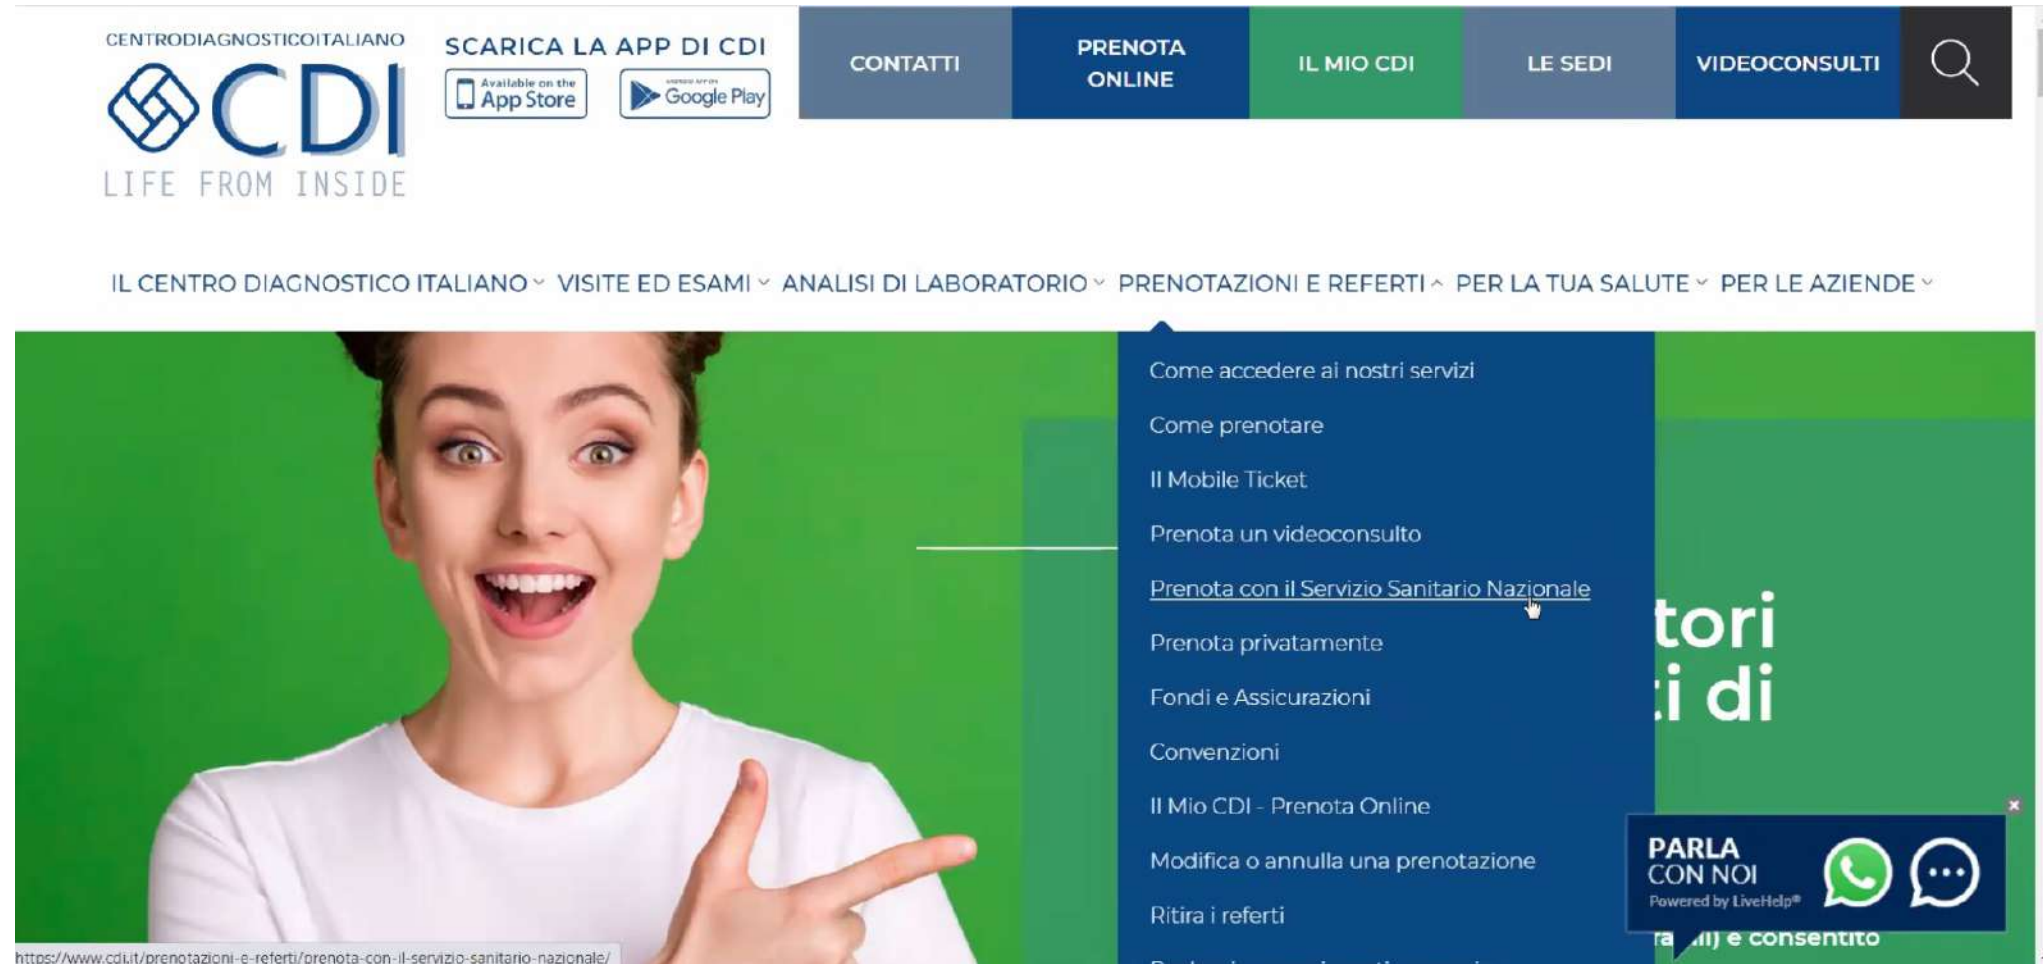 CENTRODIAGNOSTICOITALIANO
CDI
LIFE FROM INSIDE
SCARICA LA APP DI CDI
Available on the
App Store
Google Play
CONTATTI
PRENOTA
ONLINE
IL MIO CDI
LE SEDI
VIDEOCONSULTI
IL CENTRO DIAGNOSTICO ITALIANO VISITE ED ESAMI ANALISI DI LABORATORIO PRENOTAZIONI E REFERTI PER LA TUA SALUTE PER LE AZIENDE
Come accedere ai nostri servizi
Come prenotare
Il Mobile Ticket
Prenota un videoconsulto
Prenota con il Servizio Sanitario Nazionale
Prenota privatamente
Fondi e Assicurazioni
Convenzioni
Il Mio CDI - Prenota Online
Modifica o annulla una prenotazione
Ritira i referti
tori
ti di
PARLA
CON NOI
Powered by LiveHelp®
e consentito
https://www.cdi.it/prenotazioni-e-referti/prenota-con-il-servizio-sanitario-nazionale/